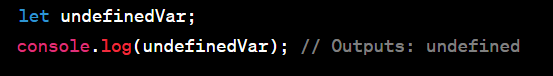 let undefinedVar;
console.log(undefinedVar); // Outputs: undefined